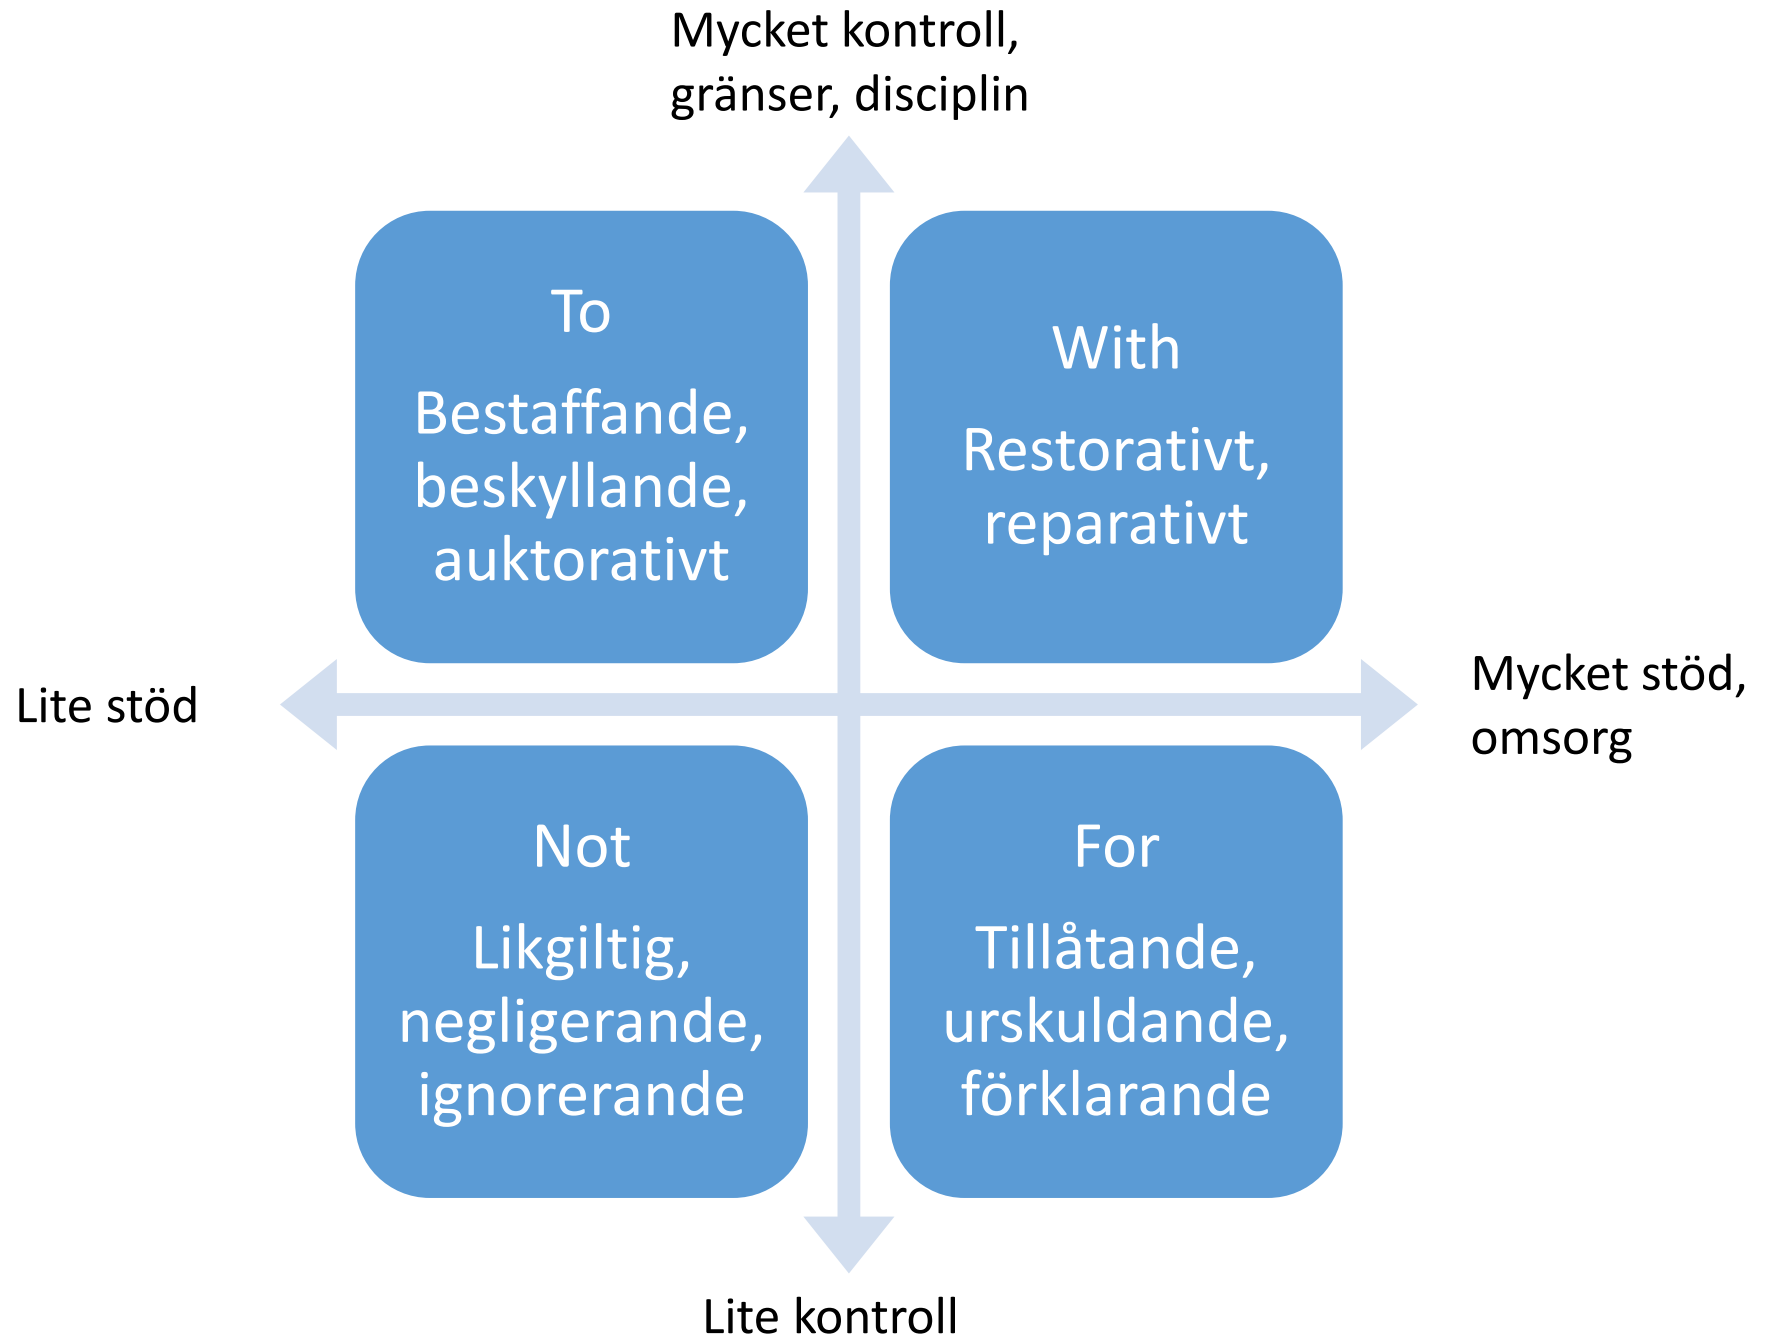 Mycket kontroll,
gränser, disciplin
To
Bestaffande,
beskyllande,
auktorativt
With
Restorativt,
reparativt
Lite stöd
Mycket stöd,
omsorg
Not
Likgiltig,
negligerande,
ignorerande
For
Tillåtande,
urskuldande,
förklarande
Lite kontroll